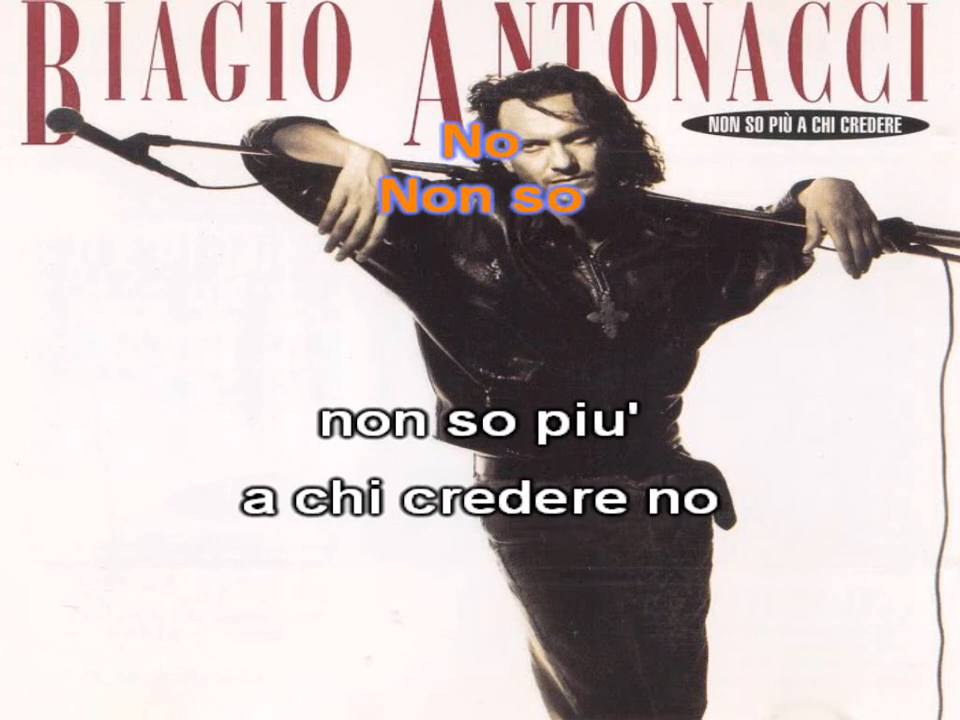 BIAGIO ANTONACCI
NON SO PIÙ A CHI CREDERE
No
Non so
non so piu'
a chi credere no